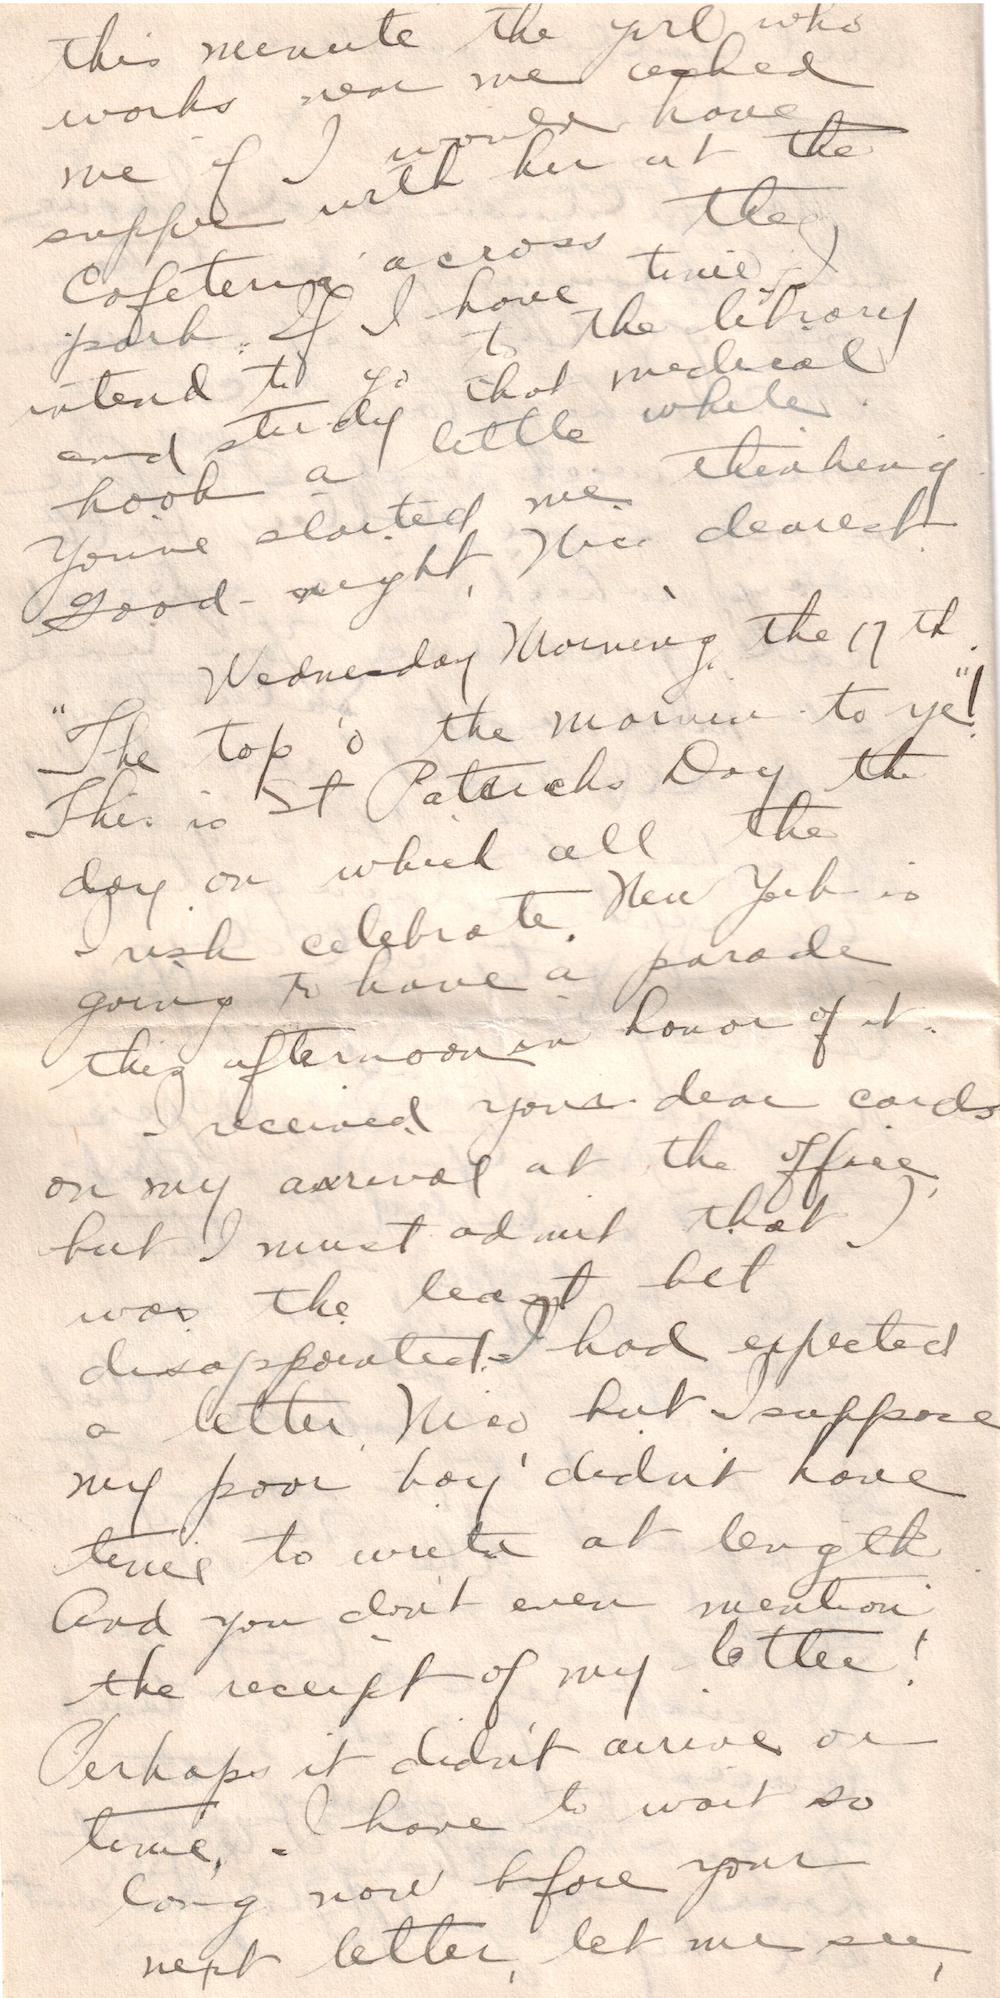 this minute the girl who
works near me asked
me if I would have
supper with her at the
Cafeteria across the
park. If I have time, I
intend to go to the library
and study that medical
book a little while.
You've started me thinking.
Good-night, Nico dearest
Wednesday Morning, the 17th.
"The top 'o the mornin to ye"!
This is St Patricks Day the
day on which all the
Irish celebrate. New York is
going to have a parade
this afternoon in honor of it.
I received your dear cards
on my arrival at the office,
but I must admit that I
was the least bit
disappointed. I had expected
a letter, Nico but I suppose
my poor boy didn't have
time to write at length
And you don't even mention
the receipt of my letter!
Perhaps it didn't arrive on
time. - I have to wait so
long now before your
next letter, let me see,